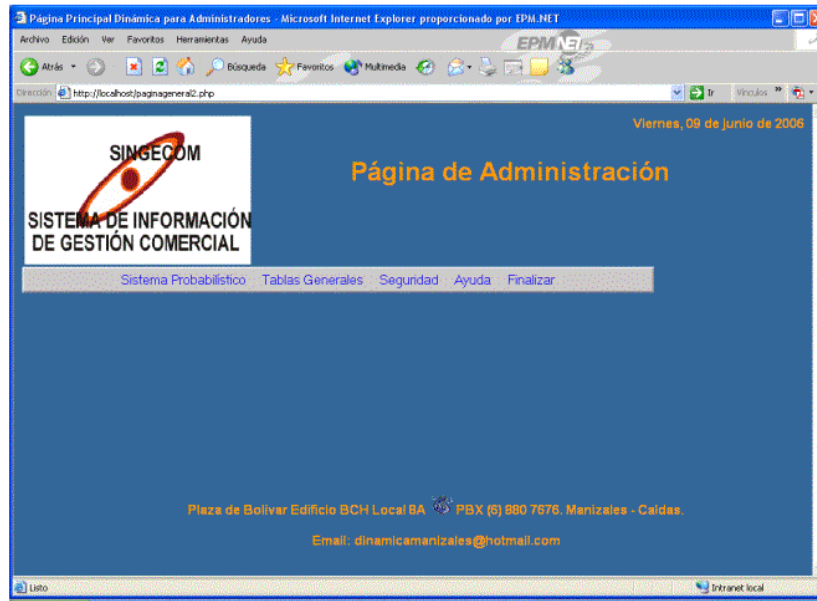 Página Principal Dinámica para Administradores - Microsoft Internet Explorer proporcionado por EPM.NET
Archivo Edición Ver Favoritos Herramientas Ayuda
EPM NET
Atrás Búsqueda Favoritos Multimedia
Dirección http://localhost/paginageneral2.php Ir Vínculos »
Viernes, 09 de junio de 2006
SINGECOM
SISTEMA DE INFORMACIÓN
DE GESTIÓN COMERCIAL
Página de Administración
Sistema Probabilístico Tablas Generales Seguridad Ayuda Finalizar
Plaza de Bolivar Edificio BCH Local 8A PBX (6) 880 7676. Manizales - Caldas.
Email: dinamicamanizales@hotmail.com
Listo Intranet local